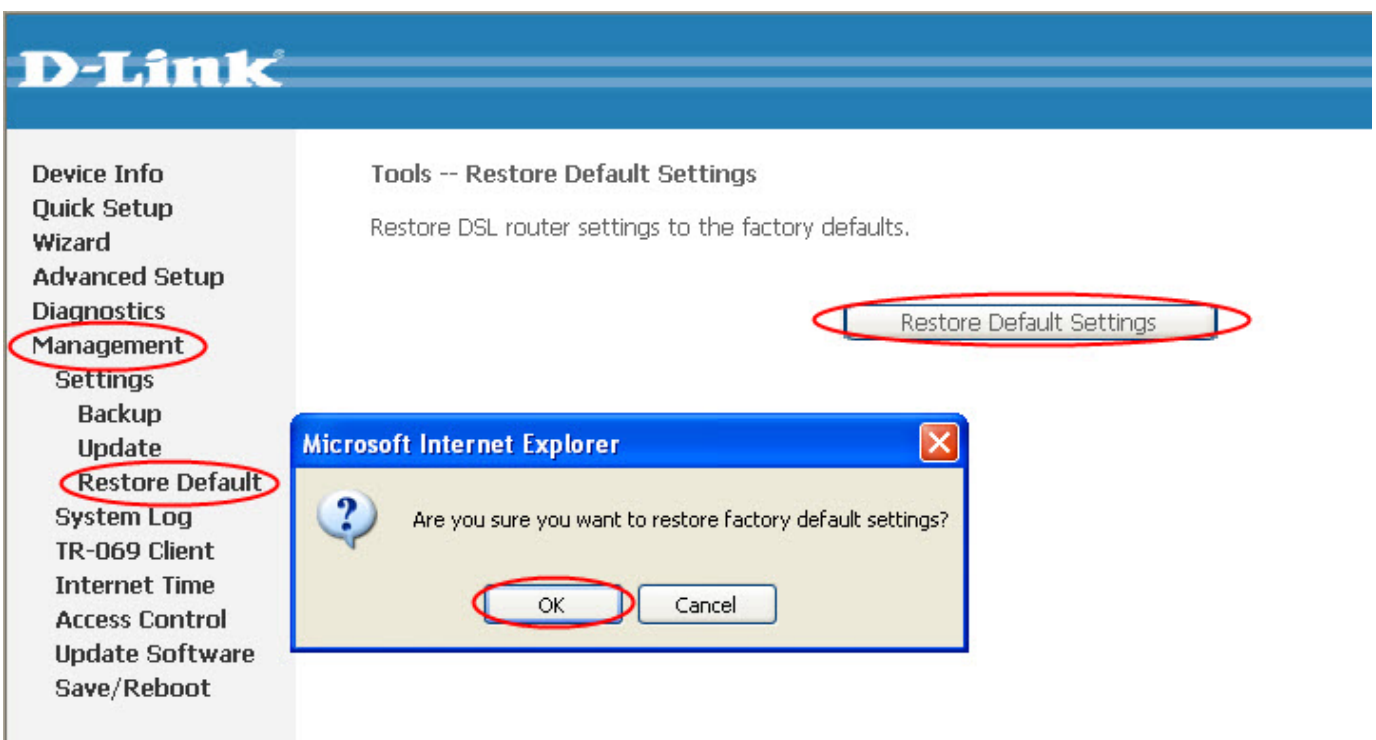 D-Link
Device Info
Quick Setup
Wizard
Advanced Setup
Diagnostics
Management
Settings
Backup
Update
Restore Default
System Log
TR-069 Client
Internet Time
Access Control
Update Software
Save/Reboot
Tools -- Restore Default Settings
Restore DSL router settings to the factory defaults.
Restore Default Settings
Microsoft Internet Explorer
Are you sure you want to restore factory default settings?
OK
Cancel